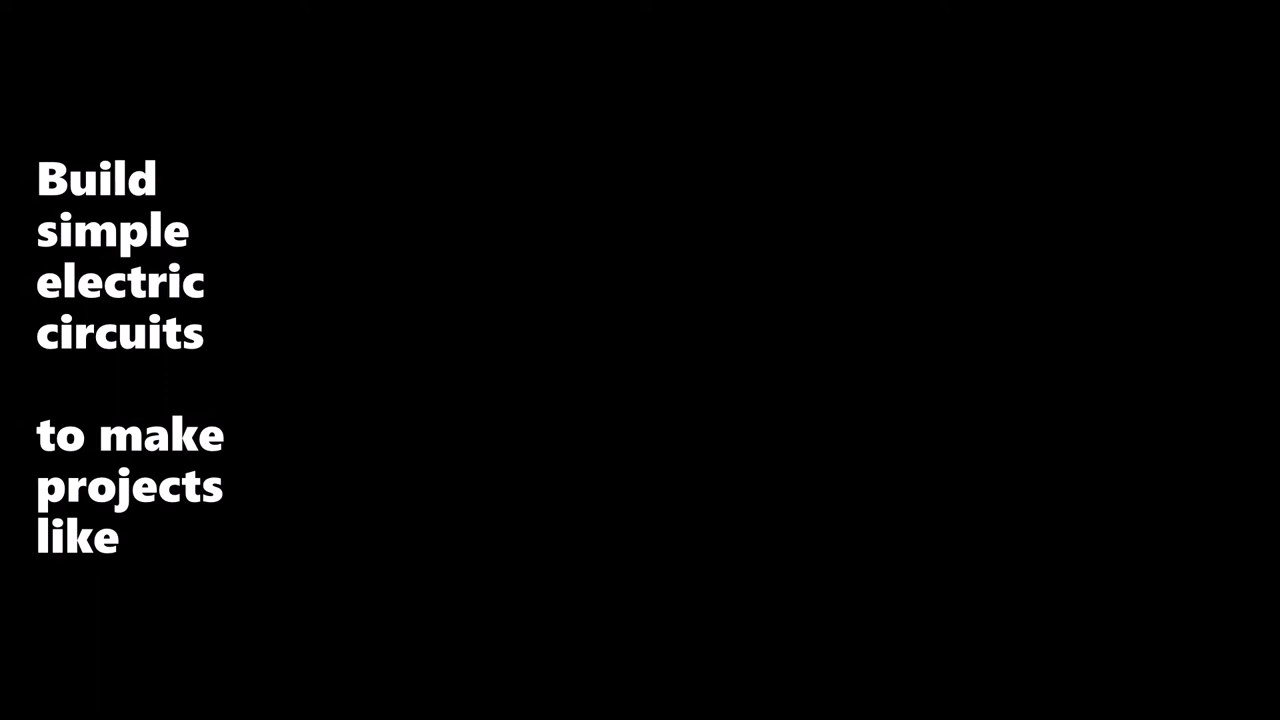 Build
simple
electric
circuits
to make
projects
like